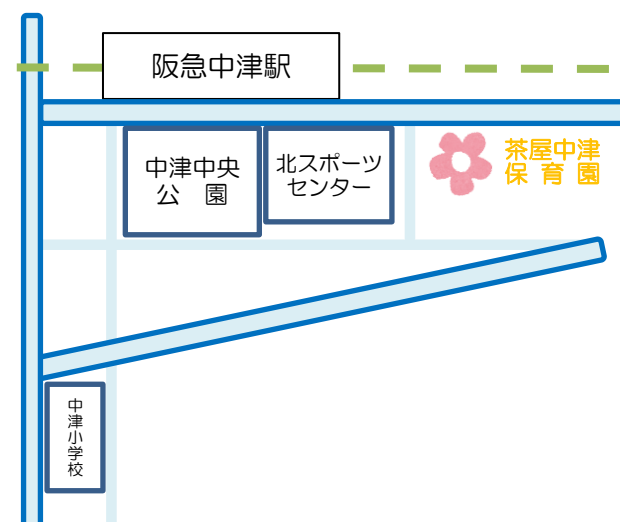 阪急中津駅
中津中央
公　園
北スポーツ
センター
茶屋中津
保 育 園
中津小学校